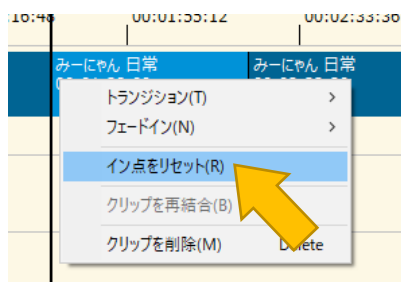 00:01:55:12
00:02:33:36
みーにゃん 日常
みーにゃん 日常
トランジション(T) >
フェードイン(N) >
イン点をリセット(R)
クリップを再結合(B)
クリップを削除(M)